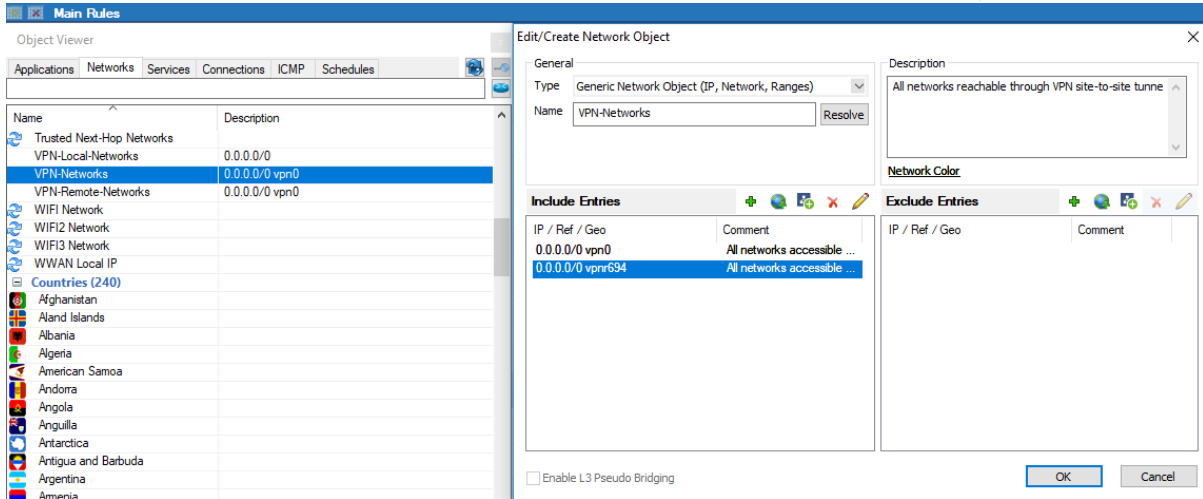 Main Rules
Object Viewer
Applications Networks Services Connections ICMP Schedules
Name Description
Trusted Next-Hop Networks
VPN-Local-Networks 0.0.0.0/0
VPN-Networks 0.0.0.0/0 vpn0
VPN-Remote-Networks 0.0.0.0/0 vpn0
WIFI Network
WIFI2 Network
WIFI3 Network
WWAN Local IP
Countries (240)
Afghanistan
Aland Islands
Albania
Algeria
American Samoa
Andorra
Angola
Anguilla
Antarctica
Antigua and Barbuda
Argentina
Armenia
Edit/Create Network Object
General
Type Generic Network Object (IP, Network, Ranges)
Name VPN-Networks Resolve
Description
All networks reachable through VPN site-to-site tunne
Network Color
Include Entries
IP / Ref / Geo Comment
0.0.0.0/0 vpn0 All networks accessible ...
0.0.0.0/0 vpnr694 All networks accessible ...
Exclude Entries
IP / Ref / Geo Comment
Enable L3 Pseudo Bridging
OK Cancel